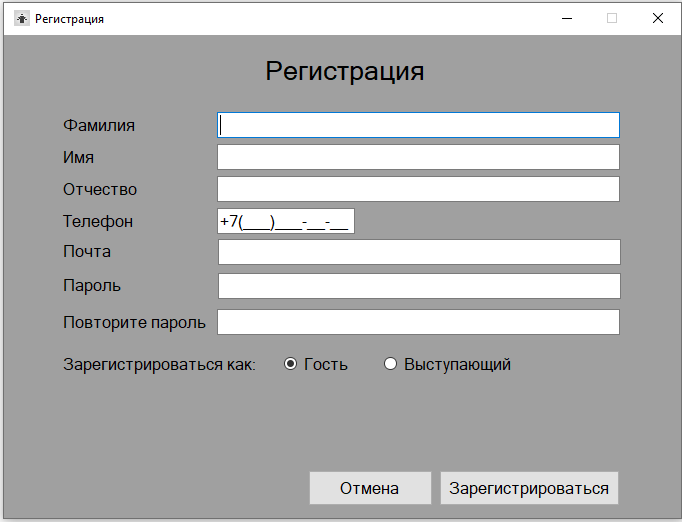 Регистрация
Регистрация
Фамилия
Имя
Отчество
Телефон +7(___)___-__-__
Почта
Пароль
Повторите пароль
Зарегистрироваться как: Гость Выступающий
Отмена Зарегистрироваться